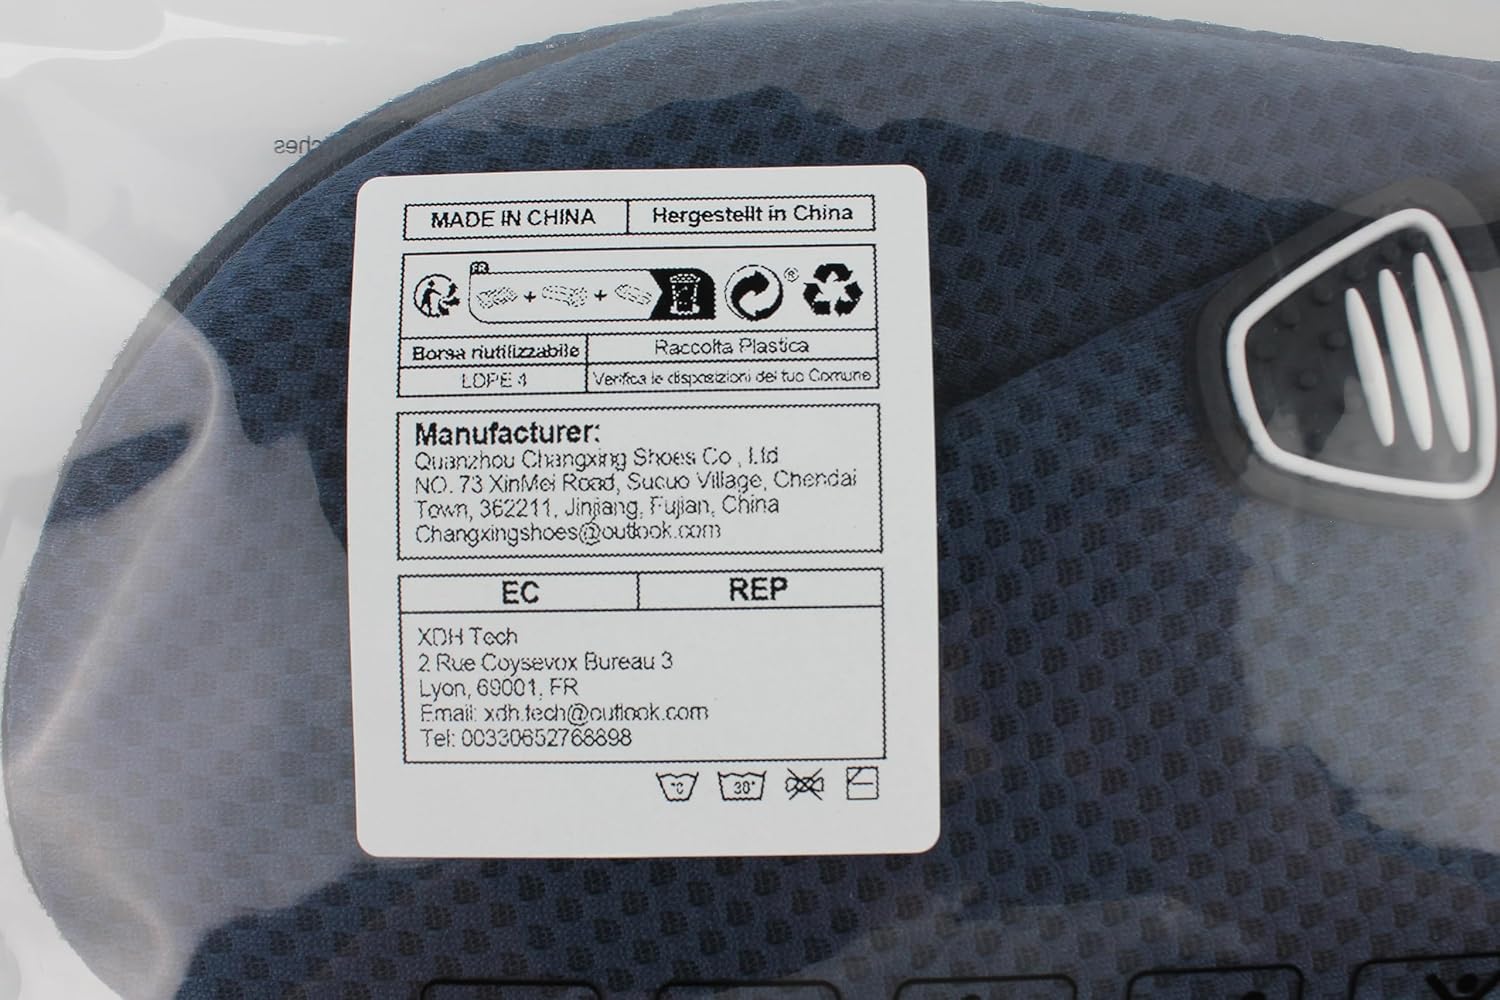 MADE IN CHINA
Hergestellt in China
FR
®
Borsa riutilizzabile
Raccolta Plastica
LDPE 4
Verifica le disposizioni del tuo Comune
Manufacturer:
Quanzhou Changxing Shoes Co., Ltd
NO. 73 XinMei Road, Sucuo Village, Chendai
Town, 362211, Jinjiang, Fujian, China
Changxingshoes@outlook.com
EC
REP
XDH Tech
2 Rue Coysevox Bureau 3
Lyon, 69001, FR
Email: xdh.tech@outlook.com
Tel: 00330652768898
°C
30°